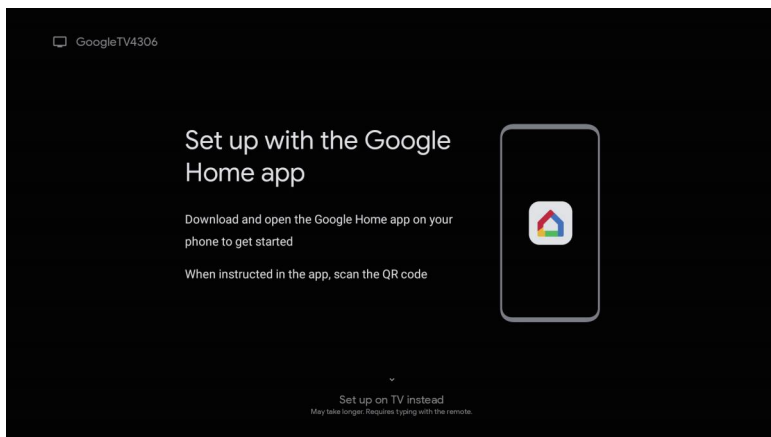 GoogleTV4306
Set up with the Google
Home app
Download and open the Google Home app on your
phone to get started
When instructed in the app, scan the QR code
Set up on TV instead
May take longer. Requires typing with the remote.